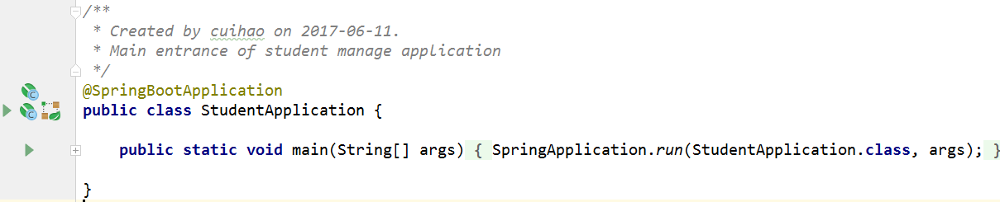 /**
 * Created by cuihao on 2017-06-11.
 * Main entrance of student manage application
 */
@SpringBootApplication
public class StudentApplication {
    public static void main(String[] args) { SpringApplication.run(StudentApplication.class, args); }
}